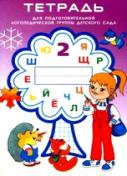 ТЕТРАДЬ
ДЛЯ ПОДГОТОВИТЕЛЬНОЙ
ЛОГОПЕДИЧЕСКОЙ ГРУППЫ ДЕТСКОГО САДА
Ш Ю 2 Щ Я
Р
Е Г
Ы Й Ч Ц
Ё Л